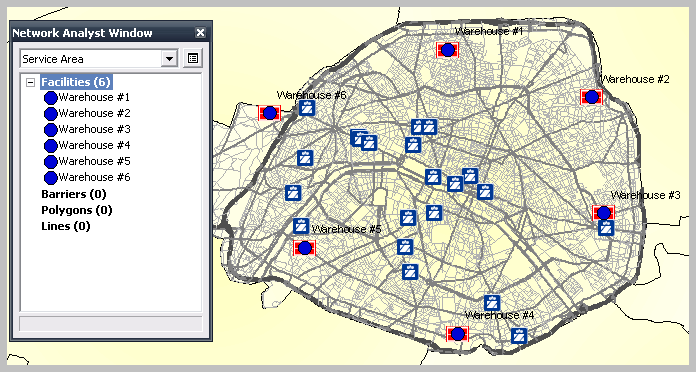 Network Analyst Window
Service Area
Facilities (6)
Warehouse #1
Warehouse #2
Warehouse #3
Warehouse #4
Warehouse #5
Warehouse #6
Barriers (0)
Polygons (0)
Lines (0)
Warehouse #1
Warehouse #2
Warehouse #6
Warehouse #3
Warehouse #5
Warehouse #4